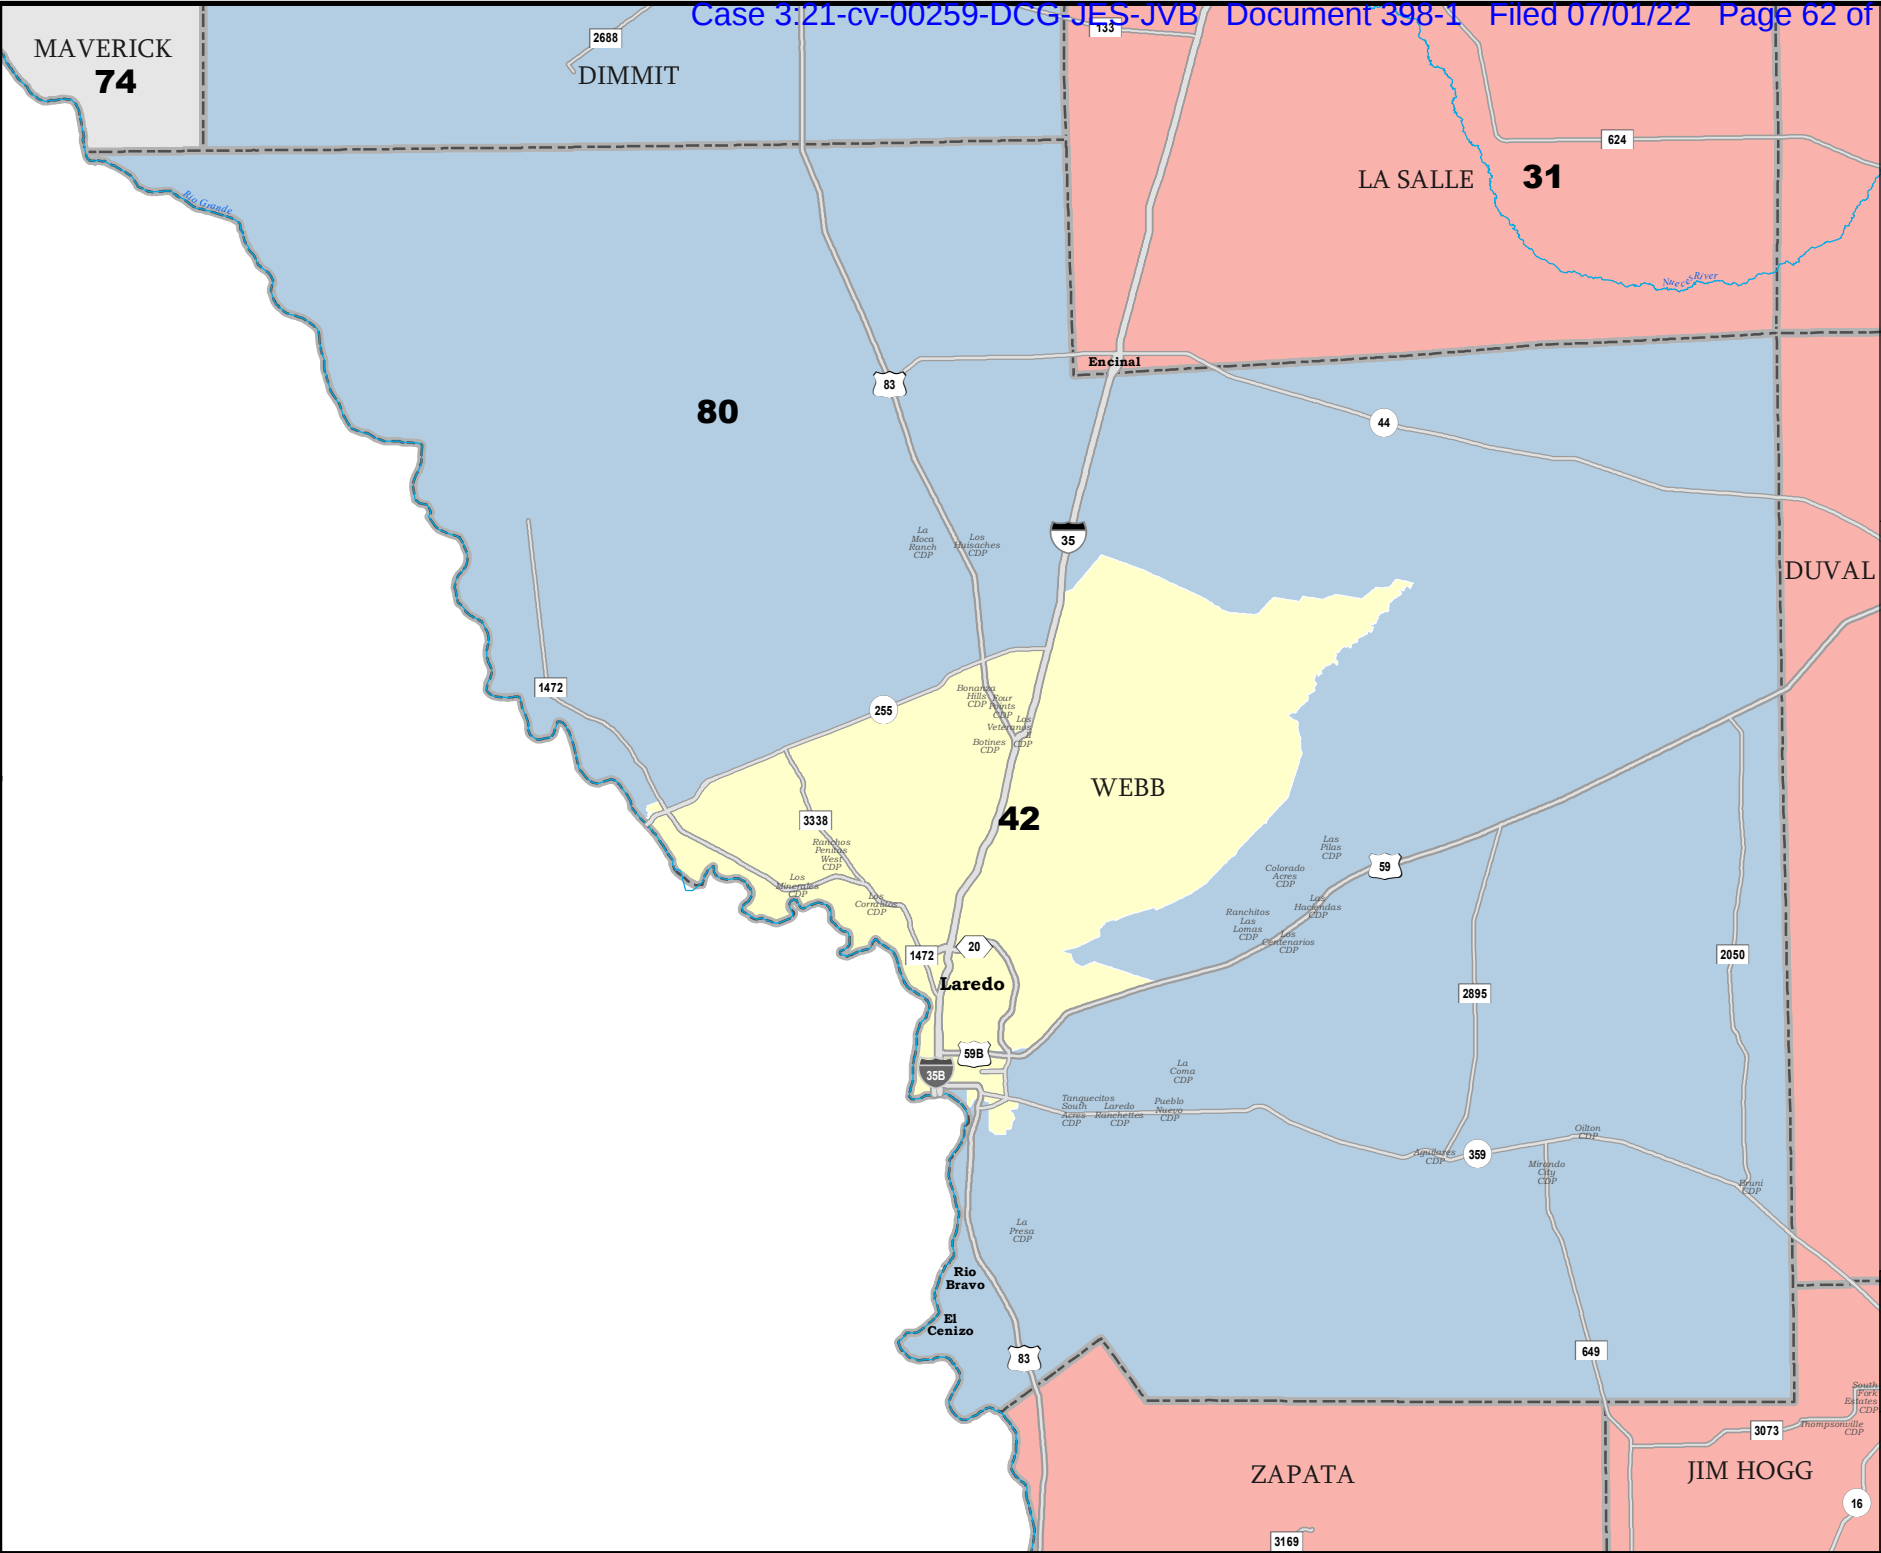 Case 3:21-cv-00259-DCG-JES-JVB Document 398-1 Filed 07/01/22 Page 62 of
MAVERICK
74
2688
DIMMIT
133
624
LA SALLE
31
Rio Grande
Nueces River
Encinal
83
80
44
La
Moca
Ranch
CDP
Los
Huisaches
CDP
35
DUVAL
1472
255
Bonanza
Hills
CDP
Four
Points
CDP
Los
Veteranos
II
CDP
Botines
CDP
WEBB
42
3338
Ranchos
Penitas
West
CDP
Los
Minerales
CDP
Los
Corralitos
CDP
Las
Pilas
CDP
59
Colorado
Acres
CDP
Las
Haciendas
CDP
Ranchitos
Las
Lomas
CDP
Los
Centenarios
CDP
1472
20
2050
Laredo
2895
59B
35B
La
Coma
CDP
Tanquecitos
South
Acres
CDP
Laredo
Ranchettes
CDP
Pueblo
Nuevo
CDP
Aguilares
CDP
359
Oilton
CDP
Mirando
City
CDP
Bruni
CDP
La
Presa
CDP
Rio
Bravo
El
Cenizo
83
649
South
Fork
Estates
CDP
3073
Thompsonville
CDP
ZAPATA
JIM HOGG
16
3169